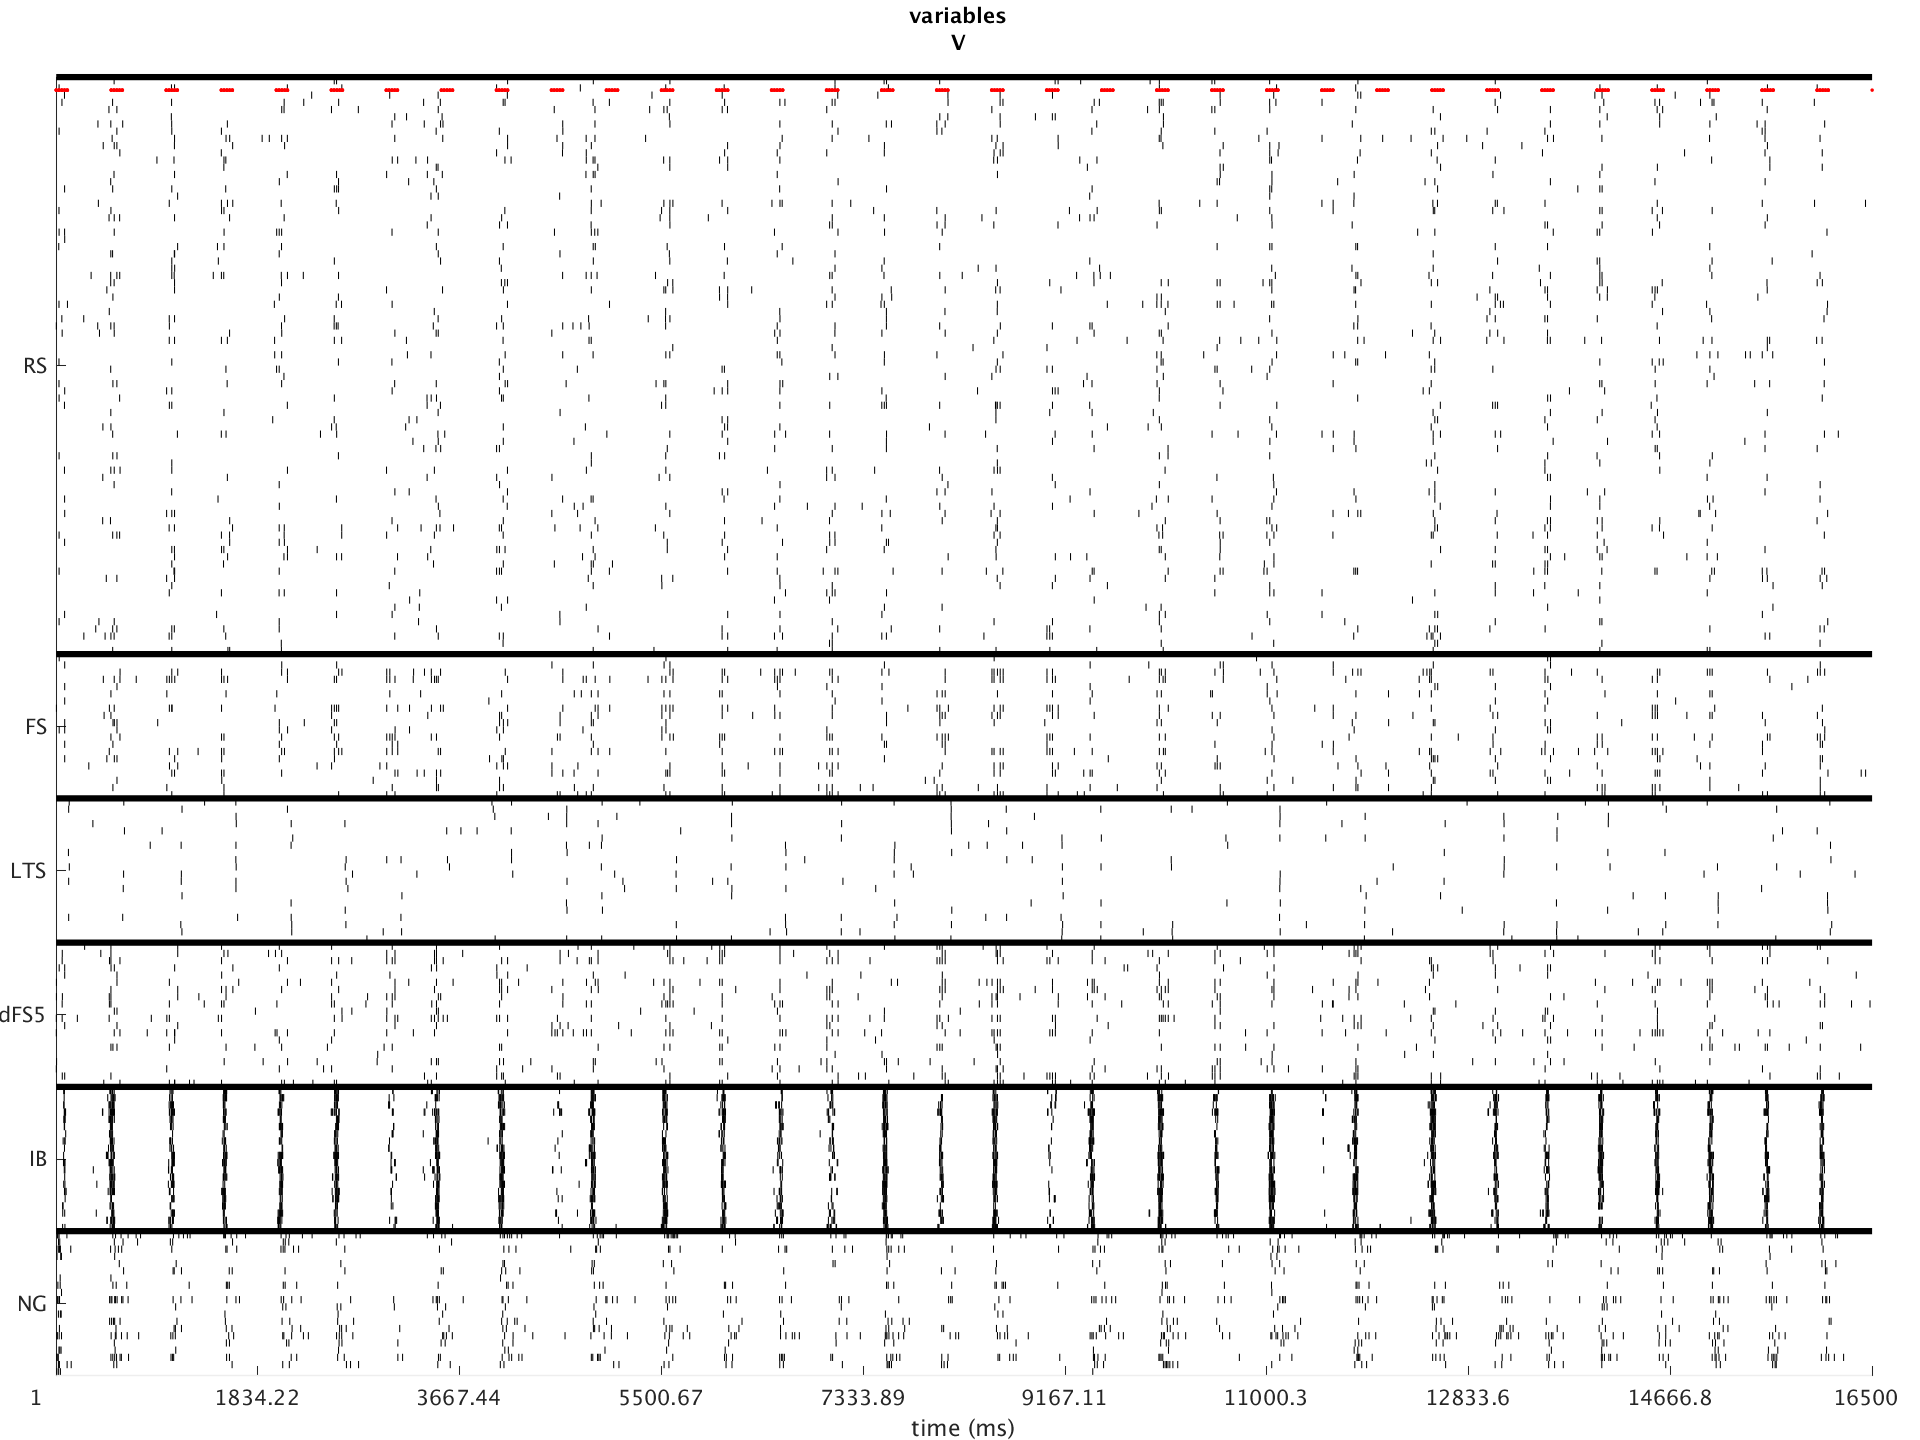 variables
V
RS
FS
LTS
dFS5
IB
NG
1 1834.22 3667.44 5500.67 7333.89 9167.11 11000.3 12833.6 14666.8 16500
time (ms)